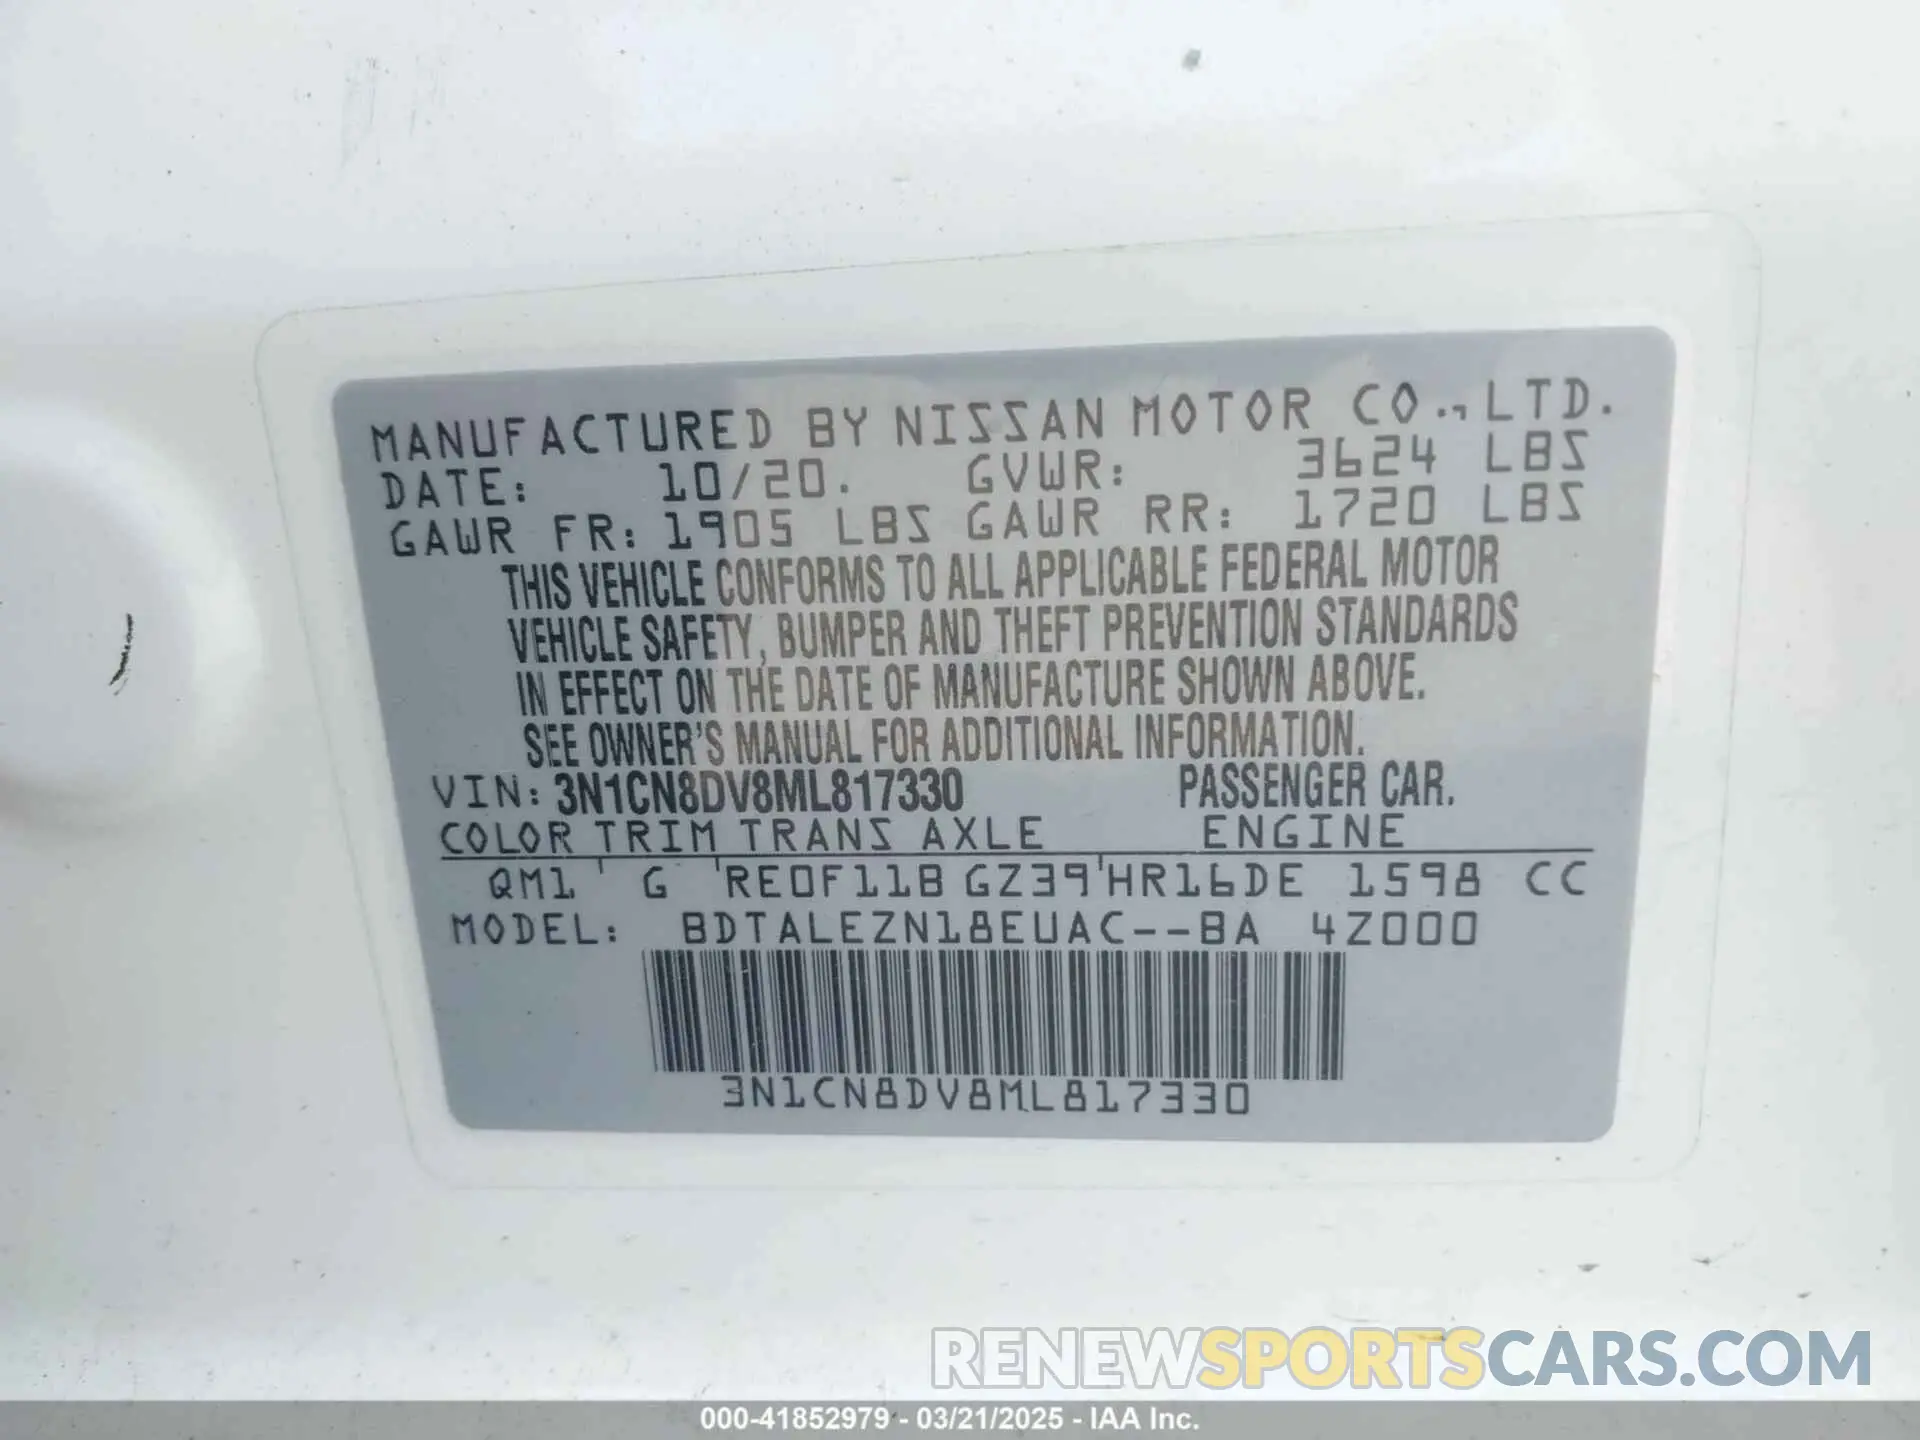 MANUFACTURED BY NISSAN MOTOR CO., LTD.
DATE: 10/20. GVWR: 3624 LBS
GAWR FR: 1905 LBS GAWR RR: 1720 LBS
THIS VEHICLE CONFORMS TO ALL APPLICABLE FEDERAL MOTOR
VEHICLE SAFETY, BUMPER AND THEFT PREVENTION STANDARDS
IN EFFECT ON THE DATE OF MANUFACTURE SHOWN ABOVE.
SEE OWNER'S MANUAL FOR ADDITIONAL INFORMATION.
VIN: 3N1CN8DV8ML817330 PASSENGER CAR.
COLOR TRIM TRANS AXLE ENGINE
QM1 G RE0F11B GZ39 HR16DE 1598 CC
MODEL: BDTALEZN18EUAC--BA 4Z000
3N1CN8DV8ML817330
RENEWSPORTSCARS.COM
000-41852979 - 03/21/2025 - IAA Inc.